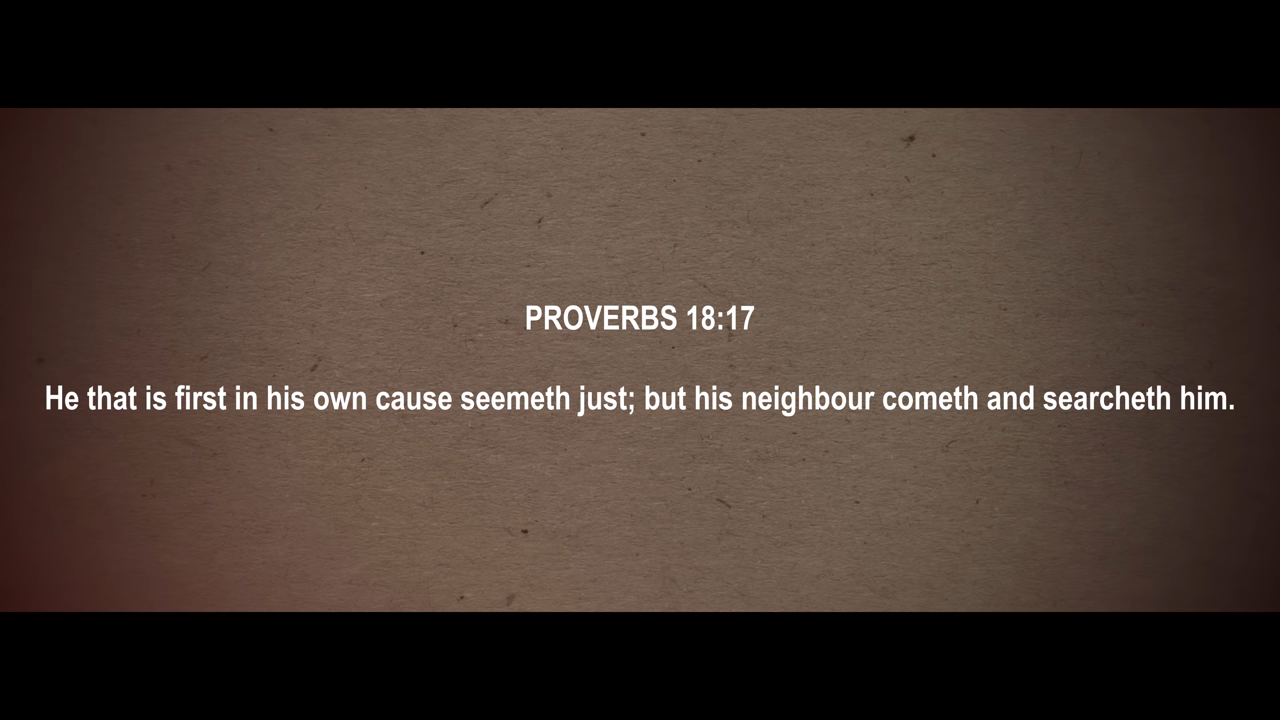 PROVERBS 18:17
He that is first in his own cause seemeth just; but his neighbour cometh and searcheth him.